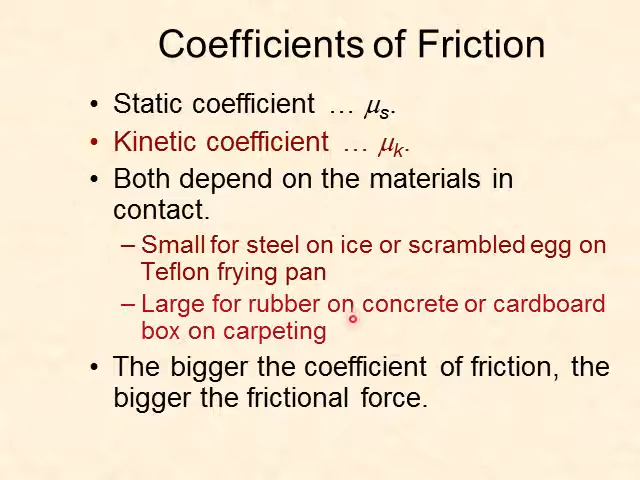 Coefficients of Friction
• Static coefficient … μs.
• Kinetic coefficient … μk.
• Both depend on the materials in
contact.
– Small for steel on ice or scrambled egg on
Teflon frying pan
– Large for rubber on concrete or cardboard
box on carpeting
• The bigger the coefficient of friction, the
bigger the frictional force.